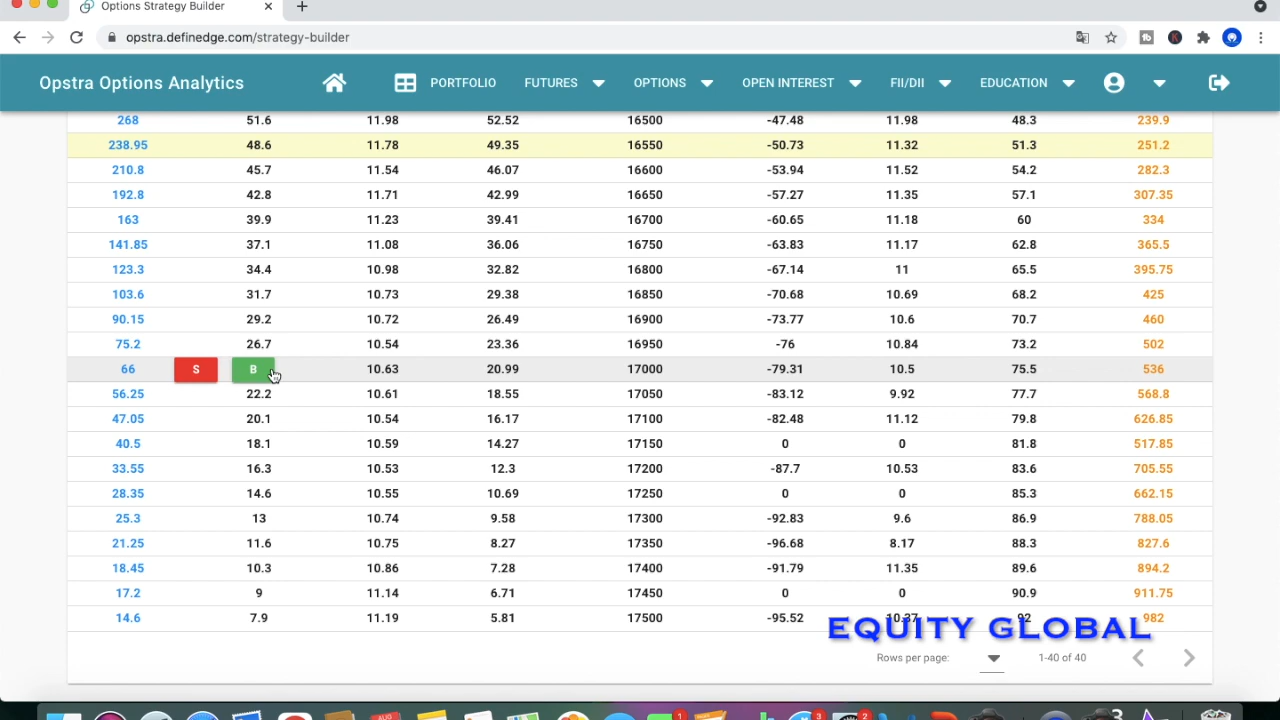 Options Strategy Builder
opstra.definedge.com/strategy-builder
Opstra Options Analytics PORTFOLIO FUTURES OPTIONS OPEN INTEREST FII/DII EDUCATION
268 51.6 11.98 52.52 16500 -47.48 11.98 48.3 239.9
238.95 48.6 11.78 49.35 16550 -50.73 11.32 51.3 251.2
210.8 45.7 11.54 46.07 16600 -53.94 11.52 54.2 282.3
192.8 42.8 11.71 42.99 16650 -57.27 11.35 57.1 307.35
163 39.9 11.23 39.41 16700 -60.65 11.18 60 334
141.85 37.1 11.08 36.06 16750 -63.83 11.17 62.8 365.5
123.3 34.4 10.98 32.82 16800 -67.14 11 65.5 395.75
103.6 31.7 10.73 29.38 16850 -70.68 10.69 68.2 425
90.15 29.2 10.72 26.49 16900 -73.77 10.6 70.7 460
75.2 26.7 10.54 23.36 16950 -76 10.84 73.2 502
66 S B 10.63 20.99 17000 -79.31 10.5 75.5 536
56.25 22.2 10.61 18.55 17050 -83.12 9.92 77.7 568.8
47.05 20.1 10.54 16.17 17100 -82.48 11.12 79.8 626.85
40.5 18.1 10.59 14.27 17150 0 0 81.8 517.85
33.55 16.3 10.53 12.3 17200 -87.7 10.53 83.6 705.55
28.35 14.6 10.55 10.69 17250 0 0 85.3 662.15
25.3 13 10.74 9.58 17300 -92.83 9.6 86.9 788.05
21.25 11.6 10.75 8.27 17350 -96.68 8.17 88.3 827.6
18.45 10.3 10.86 7.28 17400 -91.79 11.35 89.6 894.2
17.2 9 11.14 6.71 17450 0 0 90.9 911.75
14.6 7.9 11.19 5.81 17500 -95.52 10.37 92 982
EQUITY GLOBAL
Rows per page: 1-40 of 40